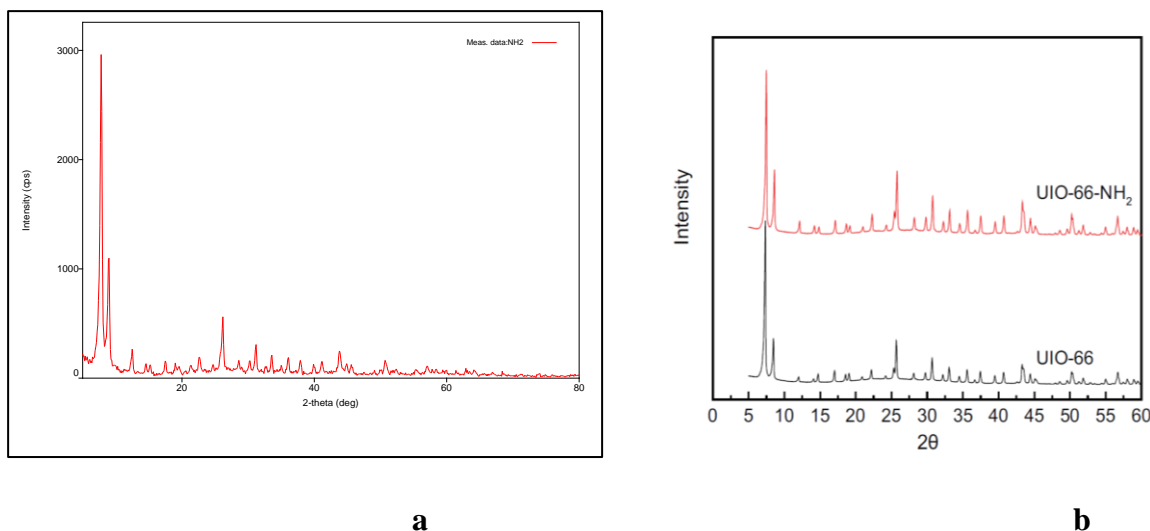 Meas. data:NH2
Intensity (cps)
3000
2000
1000
0
20 40 60 80
2-theta (deg)
a
Intensity
UIO-66-NH₂
UIO-66
0 5 10 15 20 25 30 35 40 45 50 55 60
2θ
b